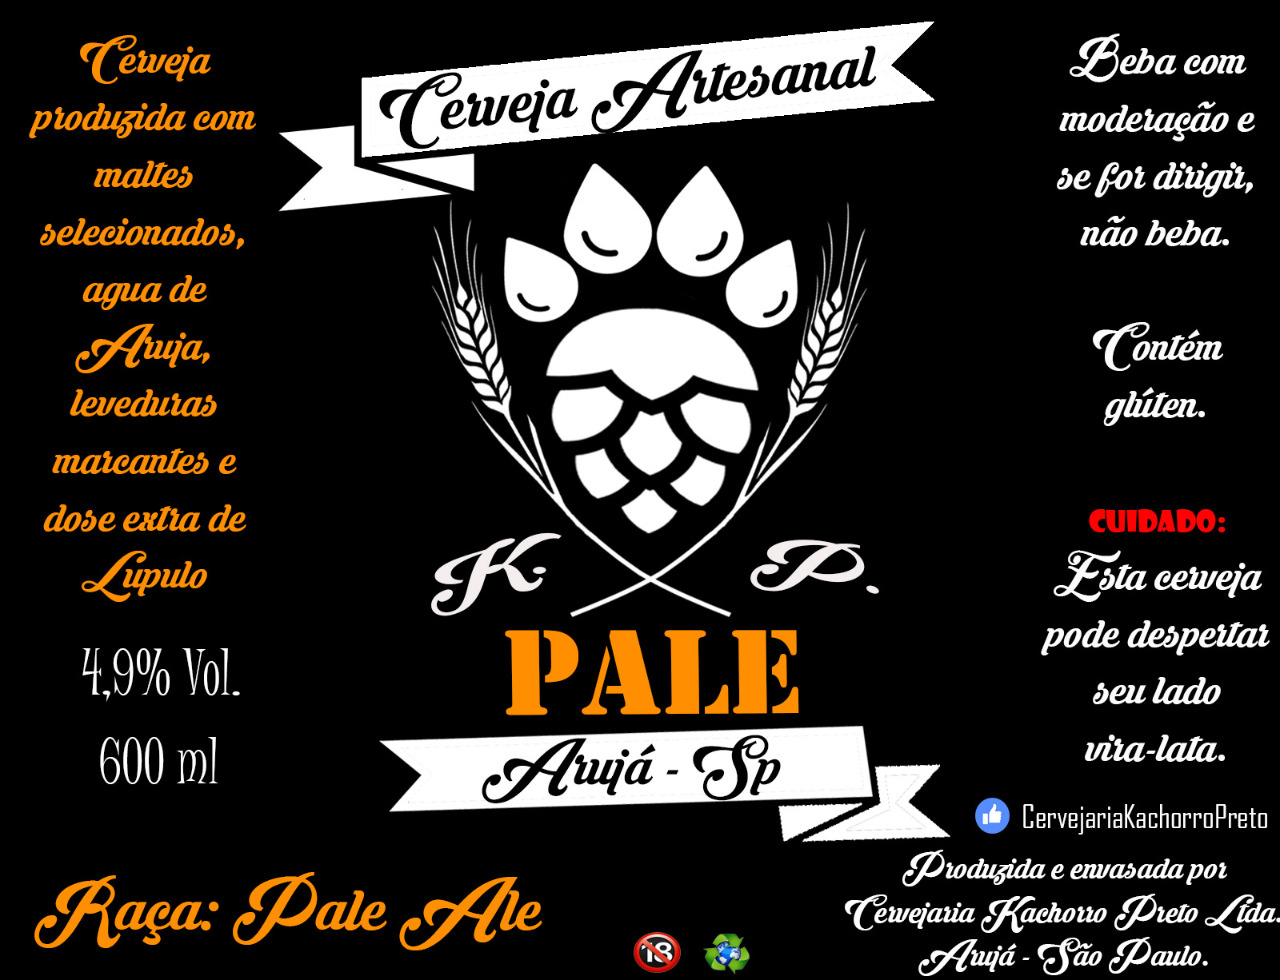 Cerveja
produzida com
maltes
selecionados,
agua de
Aruja,
leveduras
marcantes e
dose extra de
Lupulo
4,9% Vol.
600 ml
Raça: Pale Ale
Cerveja Artesanal
K. P.
PALE
Arujá - Sp
18
Beba com
moderação e
se for dirigir,
não beba.
Contém
glúten.
CUIDADO:
Esta cerveja
pode despertar
seu lado
vira-lata.
CervejariaKachorroPreto
Produzida e envasada por
Cervejaria Kachorro Preto Ltda.
Arujá - São Paulo.